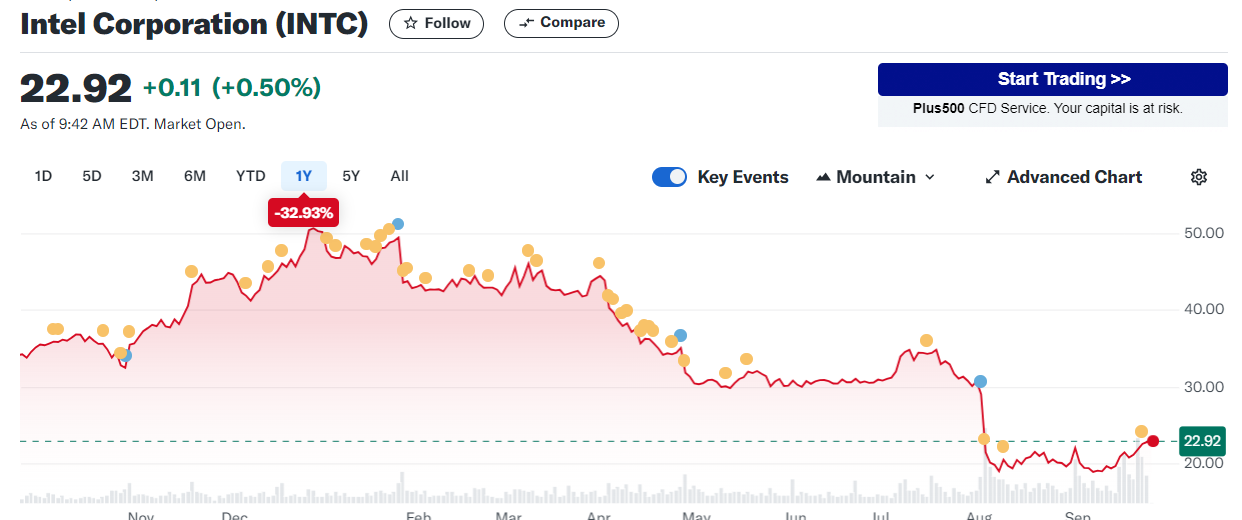 Intel Corporation (INTC) Follow Compare
22.92 +0.11 (+0.50%)
As of 9:42 AM EDT. Market Open.
Start Trading >>
Plus500 CFD Service. Your capital is at risk.
1D 5D 3M 6M YTD 1Y 5Y All Key Events Mountain Advanced Chart
-32.93%
50.00
40.00
30.00
22.92
20.00
Nov Dec Feb Mar Apr May Jun Jul Aug Sep